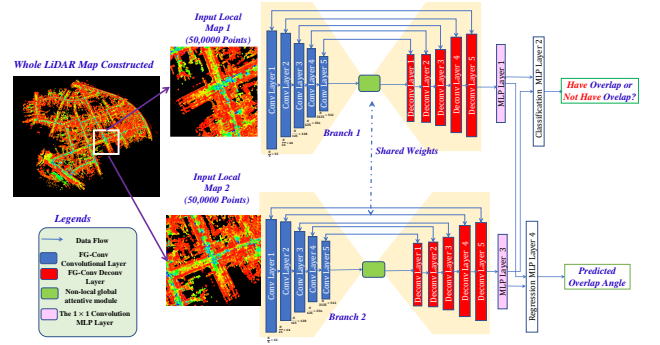 Whole LiDAR Map Constructed
Input Local
Map 1
(50,0000 Points)
Conv Layer 1
Conv Layer 2
Conv Layer 3
Conv Layer 4
Conv Layer 5
Branch 1
Deconv Layer 1
Deconv Layer 2
Deconv Layer 3
Deconv Layer 4
Deconv Layer 5
MLP Layer 1
Classification MLP Layer 2
Have Overlap or
Not Have Ovelap?
Shared Weights
Input Local
Map 2
(50,0000 Points)
Conv Layer 1
Conv Layer 2
Conv Layer 3
Conv Layer 4
Conv Layer 5
Branch 2
Deconv Layer 1
Deconv Layer 2
Deconv Layer 3
Deconv Layer 4
Deconv Layer 5
MLP Layer 3
Regression MLP Layer 4
Predicted
Overlap Angle
Legends
Data Flow
FG-Conv
Convolutional Layer
FG-Conv Deconv
Layer
Non-local global
attentive module
The 1 × 1 Convolution
MLP Layer